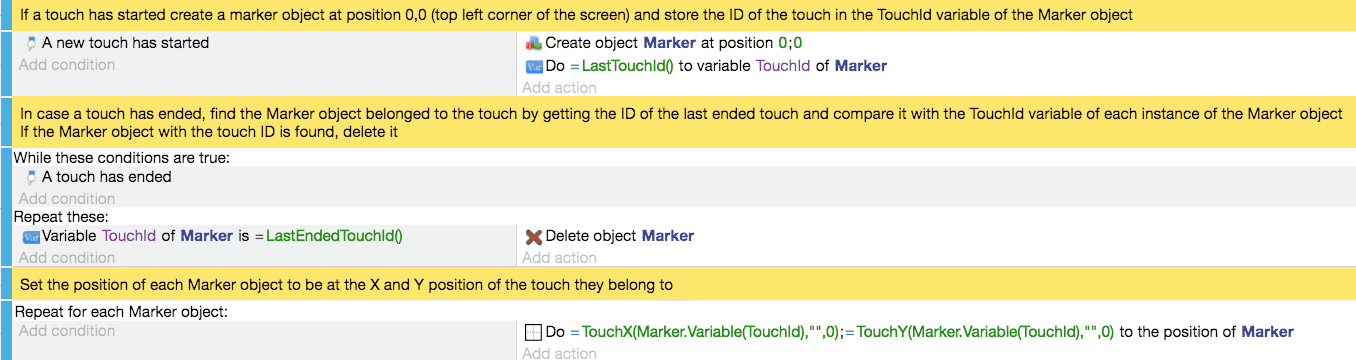 If a touch has started create a marker object at position 0,0 (top left corner of the screen) and store the ID of the touch in the TouchId variable of the Marker object
A new touch has started
Add condition
Create object Marker at position 0;0
Var Do =LastTouchId() to variable TouchId of Marker
Add action
In case a touch has ended, find the Marker object belonged to the touch by getting the ID of the last ended touch and compare it with the TouchId variable of each instance of the Marker object
If the Marker object with the touch ID is found, delete it
While these conditions are true:
A touch has ended
Add condition
Repeat these:
Var Variable TouchId of Marker is =LastEndedTouchId()
Add condition
Delete object Marker
Add action
Set the position of each Marker object to be at the X and Y position of the touch they belong to
Repeat for each Marker object:
Add condition
Do =TouchX(Marker.Variable(TouchId),"",0);=TouchY(Marker.Variable(TouchId),"",0) to the position of Marker
Add action